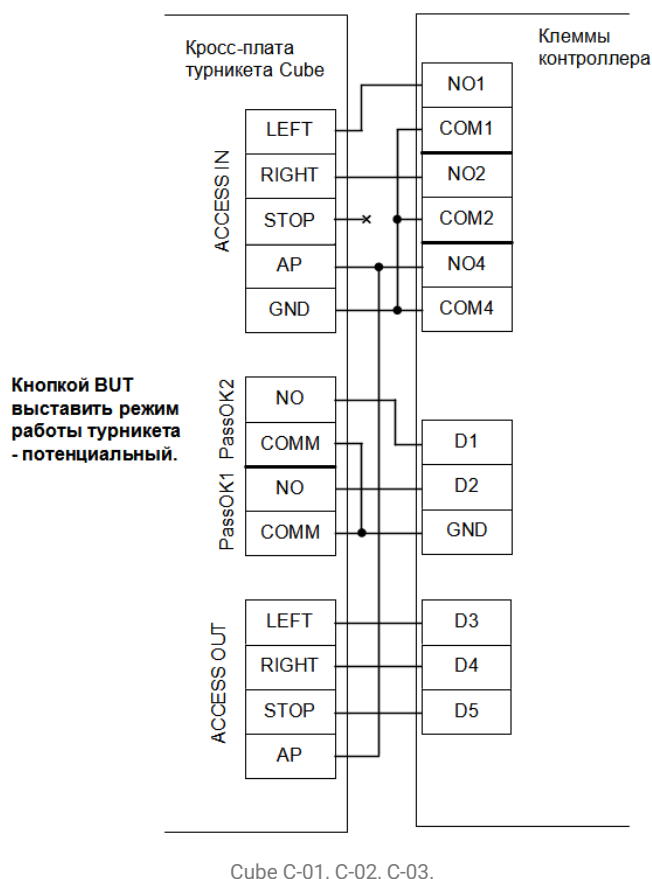 Кросс-плата
турникета Cube
Клеммы
контроллера
ACCESS IN
LEFT
RIGHT
STOP
AP
GND
NO1
COM1
NO2
COM2
NO4
COM4
Кнопкой BUT
выставить режим
работы турникета
- потенциальный.
PassOK2
NO
COMM
PassOK1
NO
COMM
D1
D2
GND
ACCESS OUT
LEFT
RIGHT
STOP
AP
D3
D4
D5
Cube C-01, C-02, C-03.